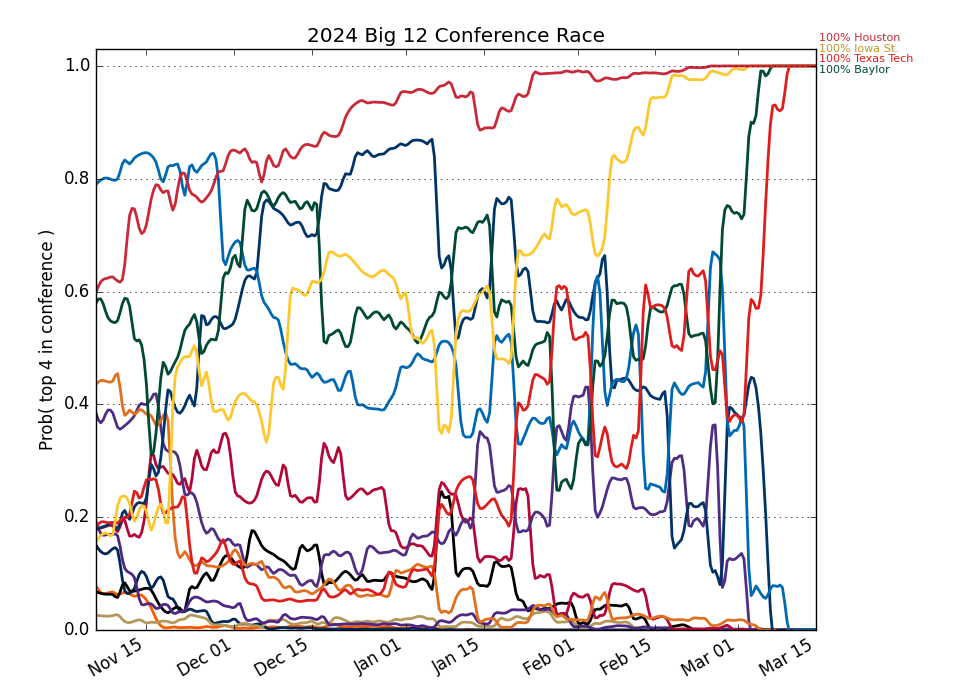 2024 Big 12 Conference Race
100% Houston
100% Iowa St.
100% Texas Tech
100% Baylor
Prob( top 4 in conference )
1.0
0.8
0.6
0.4
0.2
0.0
Nov 15
Dec 01
Dec 15
Jan 01
Jan 15
Feb 01
Feb 15
Mar 01
Mar 15